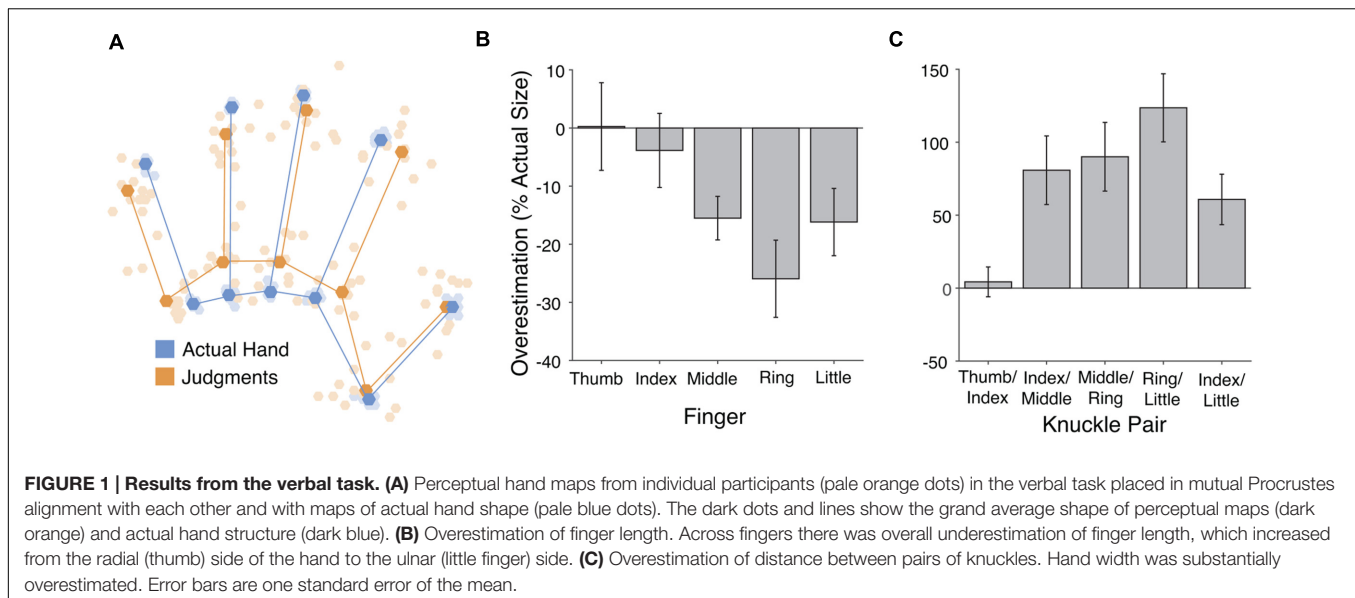 A
Actual Hand
Judgments
B
Overestimation (% Actual Size)
10
0
-10
-20
-30
-40
Thumb Index Middle Ring Little
Finger
C
150
100
50
0
-50
Thumb/ Index/ Middle/ Ring/ Index/
Index Middle Ring Little Little
Knuckle Pair
FIGURE 1 | Results from the verbal task. (A) Perceptual hand maps from individual participants (pale orange dots) in the verbal task placed in mutual Procrustes
alignment with each other and with maps of actual hand shape (pale blue dots). The dark dots and lines show the grand average shape of perceptual maps (dark
orange) and actual hand structure (dark blue). (B) Overestimation of finger length. Across fingers there was overall underestimation of finger length, which increased
from the radial (thumb) side of the hand to the ulnar (little finger) side. (C) Overestimation of distance between pairs of knuckles. Hand width was substantially
overestimated. Error bars are one standard error of the mean.